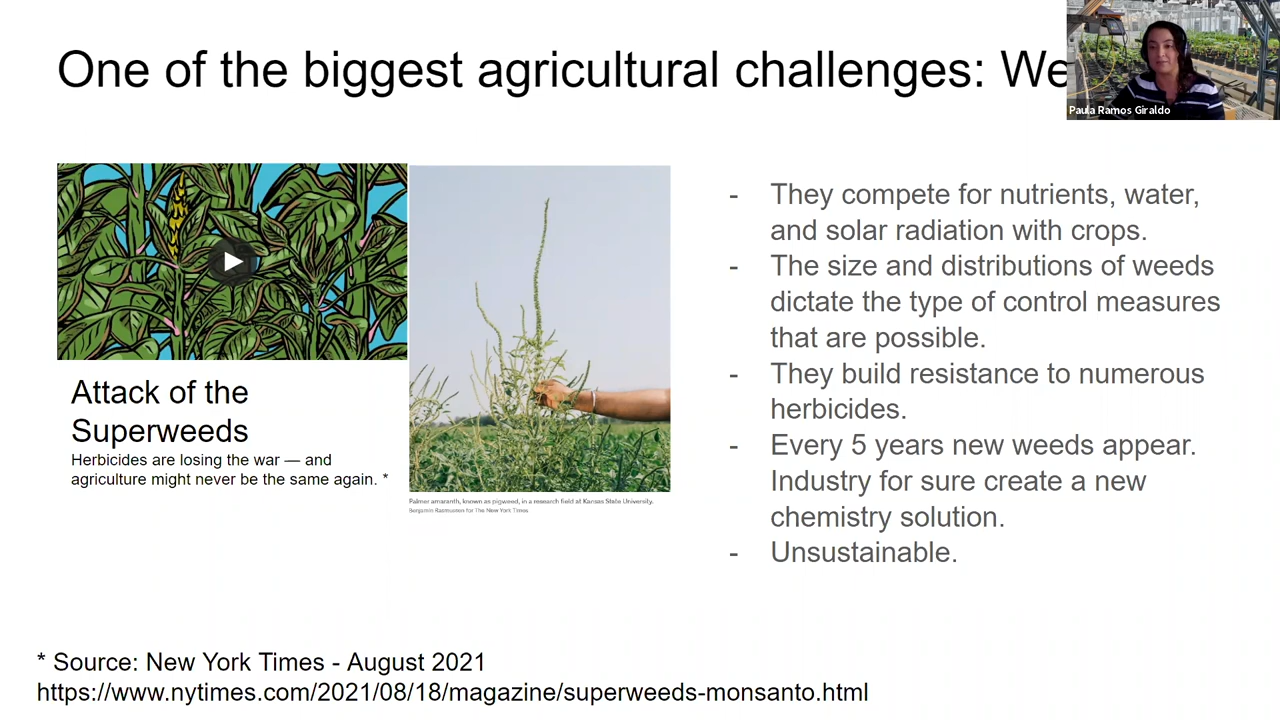 One of the biggest agricultural challenges: We
Paula Ramos Giraldo
- They compete for nutrients, water,
and solar radiation with crops.
- The size and distributions of weeds
dictate the type of control measures
that are possible.
- They build resistance to numerous
herbicides.
- Every 5 years new weeds appear.
Industry for sure create a new
chemistry solution.
- Unsustainable.
Attack of the
Superweeds
Herbicides are losing the war — and
agriculture might never be the same again. *
Palmer amaranth, known as pigweed, in a research field at Kansas State University.
Benjamin Rasmussen for The New York Times
* Source: New York Times - August 2021
https://www.nytimes.com/2021/08/18/magazine/superweeds-monsanto.html